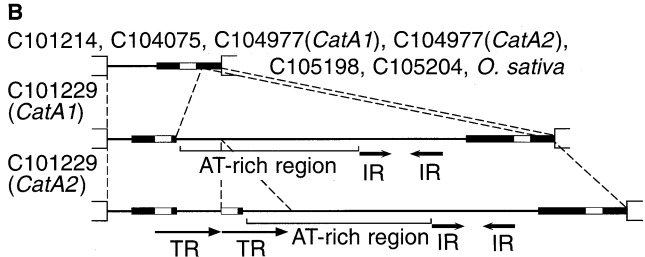 B
C101214, C104075, C104977(CatA1), C104977(CatA2),
C105198, C105204, O. sativa
C101229
(CatA1)
AT-rich region
IR
IR
C101229
(CatA2)
AT-rich region
IR
IR
TR
TR